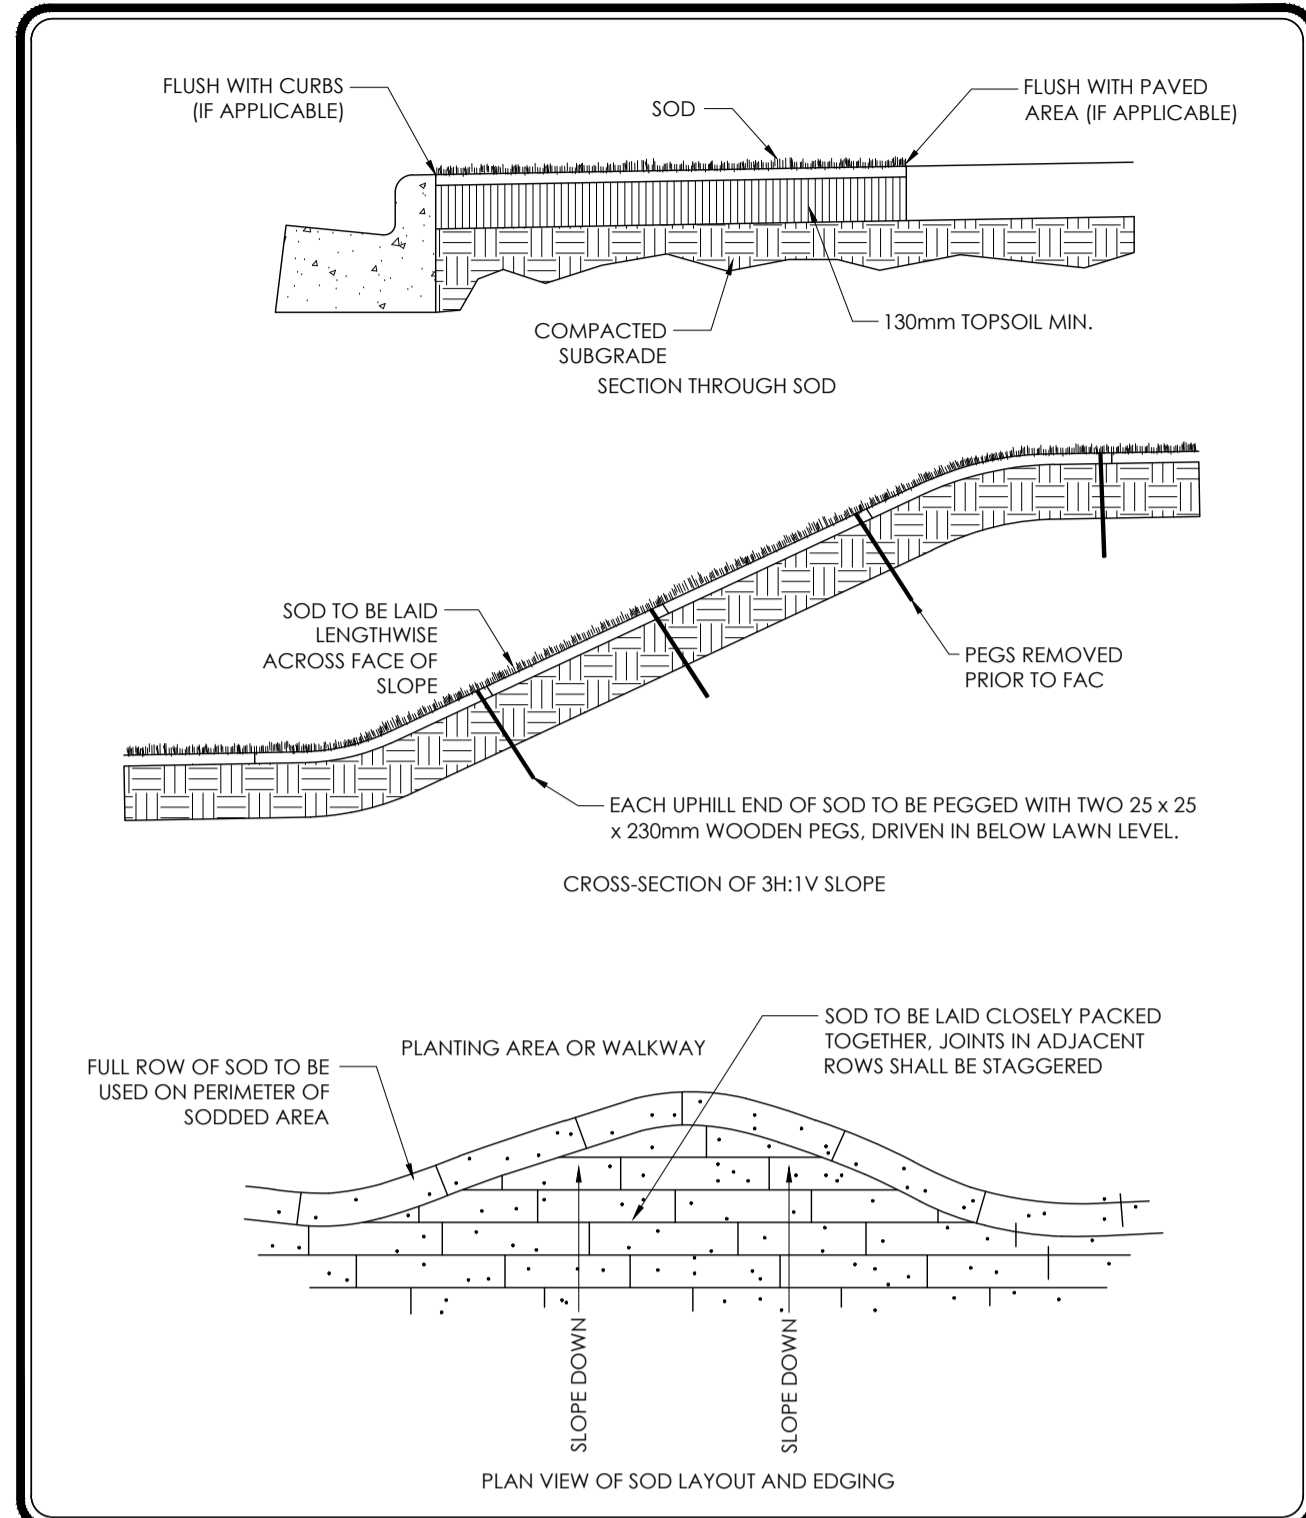 FLUSH WITH CURBS
(IF APPLICABLE)
SOD
FLUSH WITH PAVED
AREA (IF APPLICABLE)
COMPACTED
SUBGRADE
130mm TOPSOIL MIN.
SECTION THROUGH SOD
SOD TO BE LAID
LENGTHWISE
ACROSS FACE OF
SLOPE
PEGS REMOVED
PRIOR TO FAC
EACH UPHILL END OF SOD TO BE PEGGED WITH TWO 25 x 25
x 230mm WOODEN PEGS, DRIVEN IN BELOW LAWN LEVEL.
CROSS-SECTION OF 3H:1V SLOPE
SOD TO BE LAID CLOSELY PACKED
TOGETHER, JOINTS IN ADJACENT
ROWS SHALL BE STAGGERED
PLANTING AREA OR WALKWAY
FULL ROW OF SOD TO BE
USED ON PERIMETER OF
SODDED AREA
SLOPE DOWN
SLOPE DOWN
PLAN VIEW OF SOD LAYOUT AND EDGING